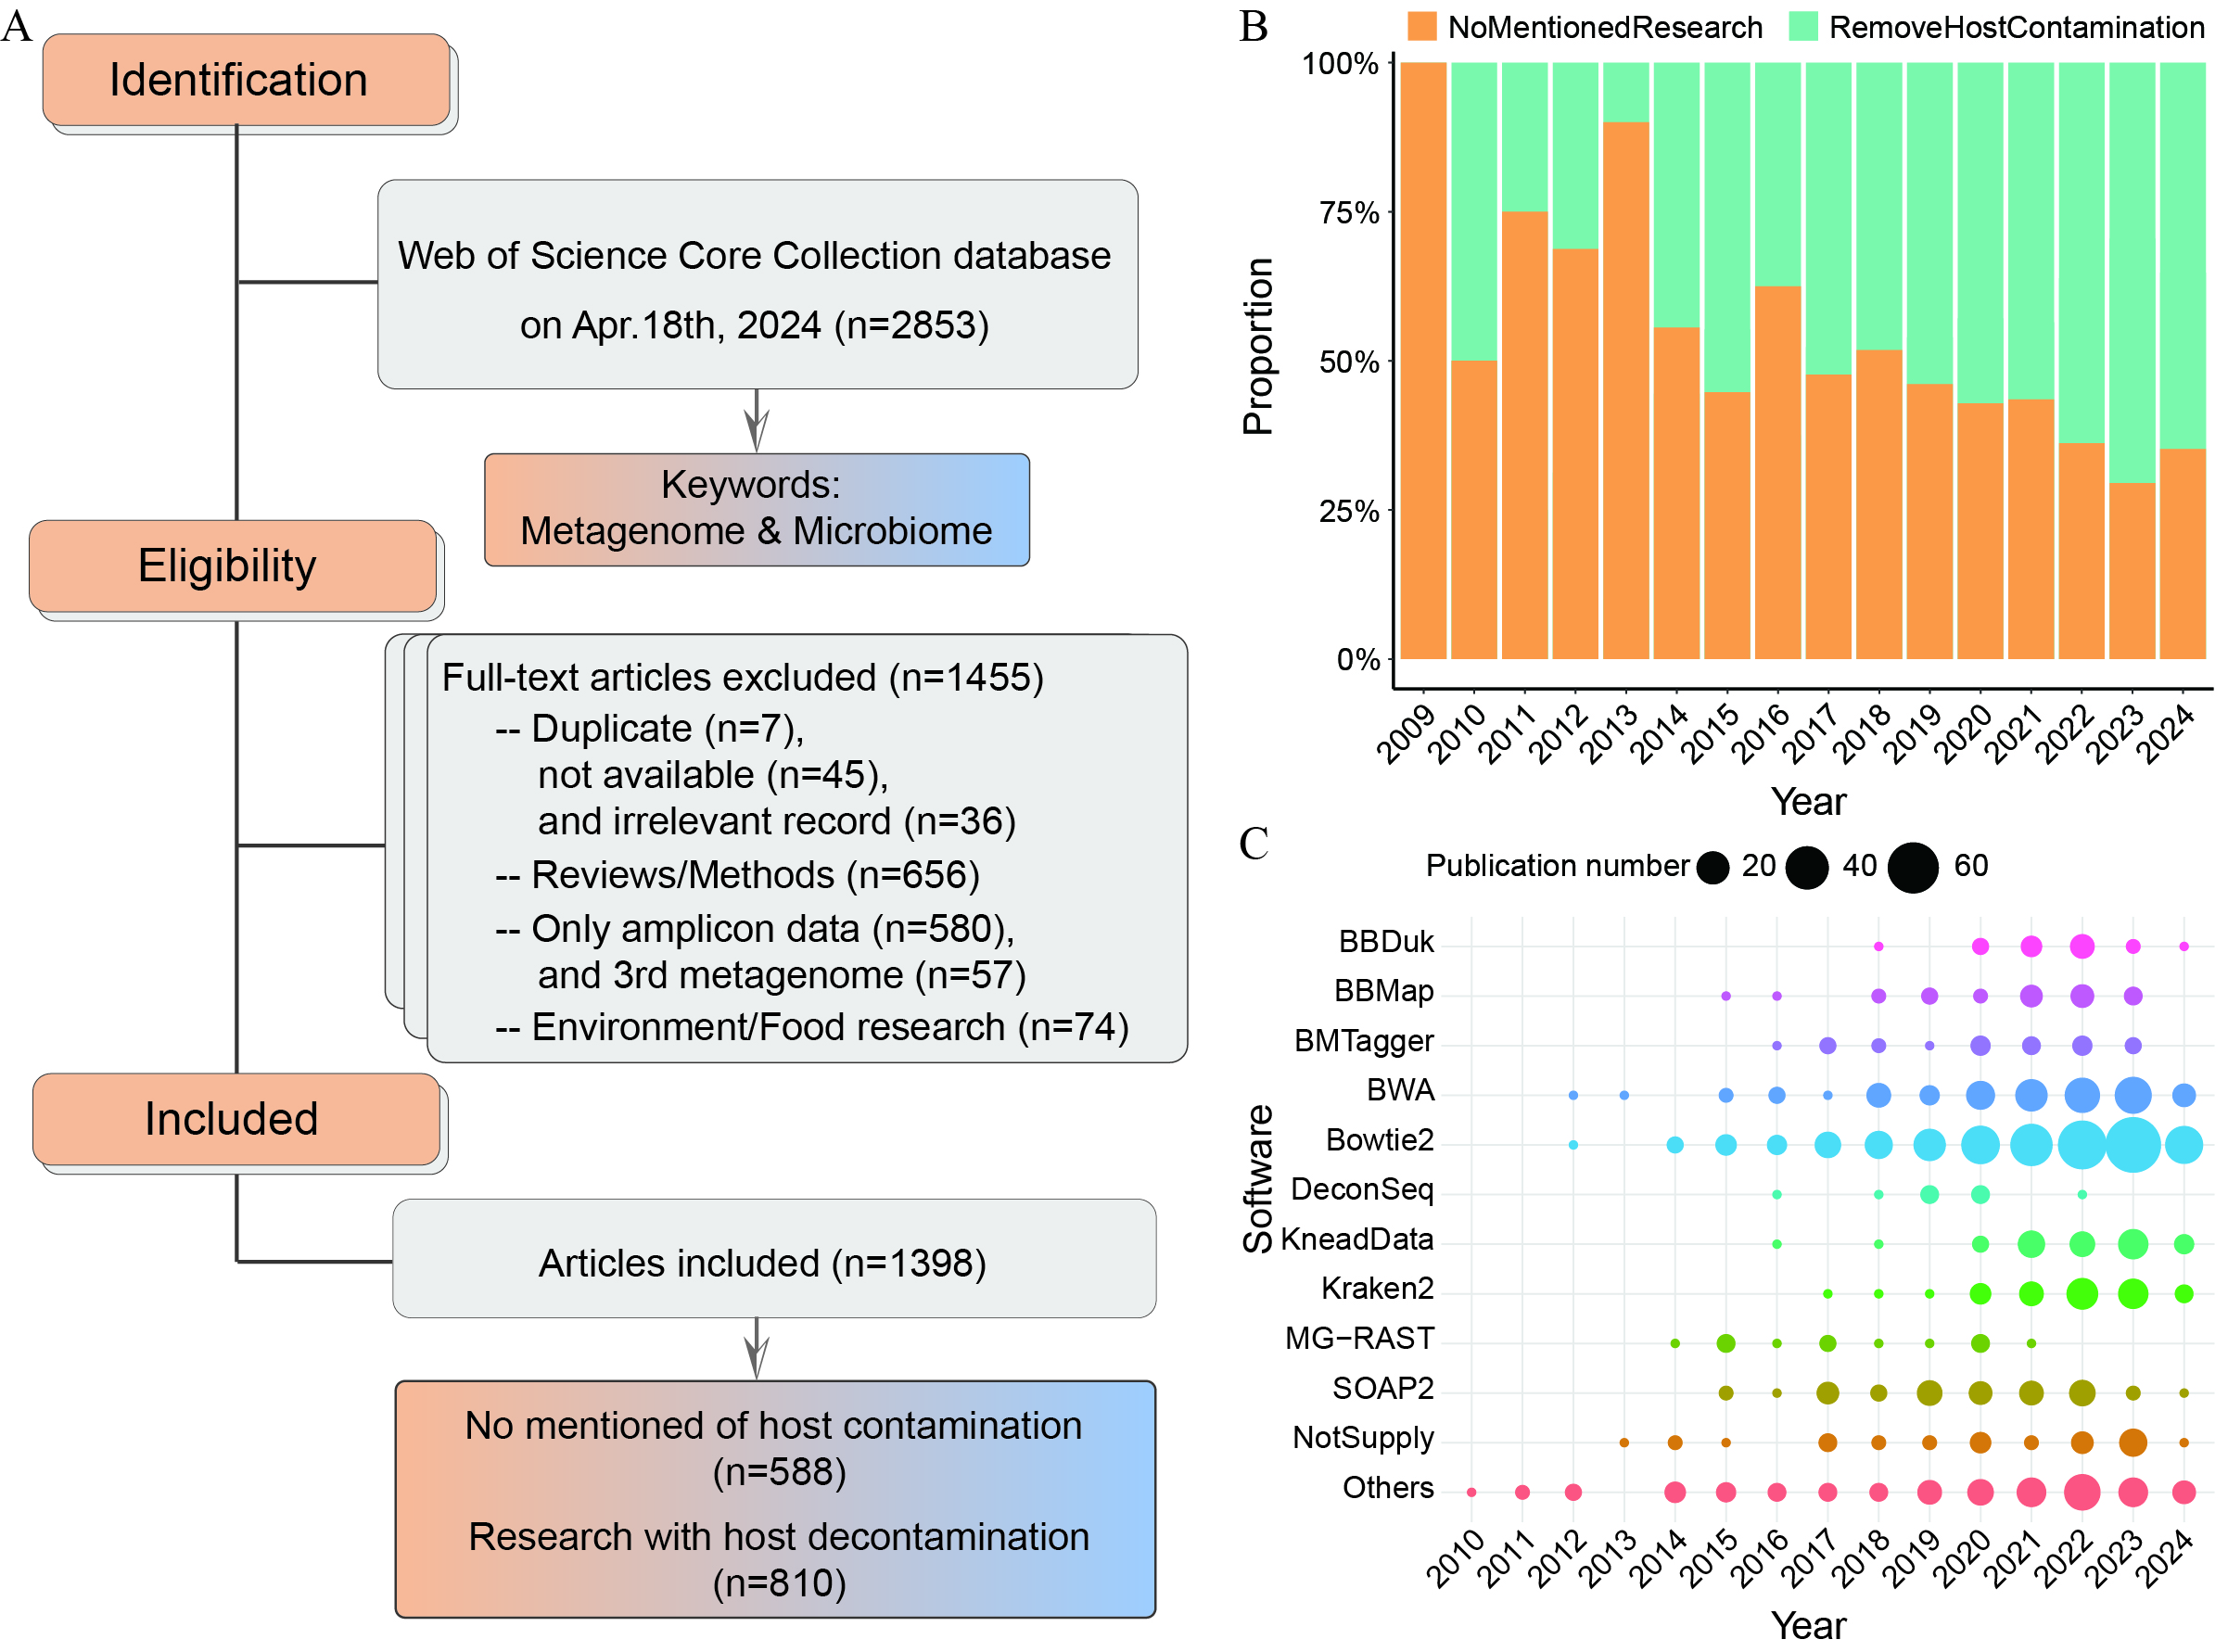 A
Identification
Web of Science Core Collection database
on Apr.18th, 2024 (n=2853)
Keywords:
Metagenome & Microbiome
Eligibility
Full-text articles excluded (n=1455)
-- Duplicate (n=7),
not available (n=45),
and irrelevant record (n=36)
-- Reviews/Methods (n=656)
-- Only amplicon data (n=580),
and 3rd metagenome (n=57)
-- Environment/Food research (n=74)
Included
Articles included (n=1398)
No mentioned of host contamination
(n=588)
Research with host decontamination
(n=810)
B
NoMentionedResearch RemoveHostContamination
100%
75%
50%
25%
0%
Proportion
2009 2010 2011 2012 2013 2014 2015 2016 2017 2018 2019 2020 2021 2022 2023 2024
Year
C
Publication number 20 40 60
BBDuk
BBMap
BMTagger
BWA
Bowtie2
DeconSeq
KneadData
Kraken2
MG−RAST
SOAP2
NotSupply
Others
Software
2010 2011 2012 2013 2014 2015 2016 2017 2018 2019 2020 2021 2022 2023 2024
Year